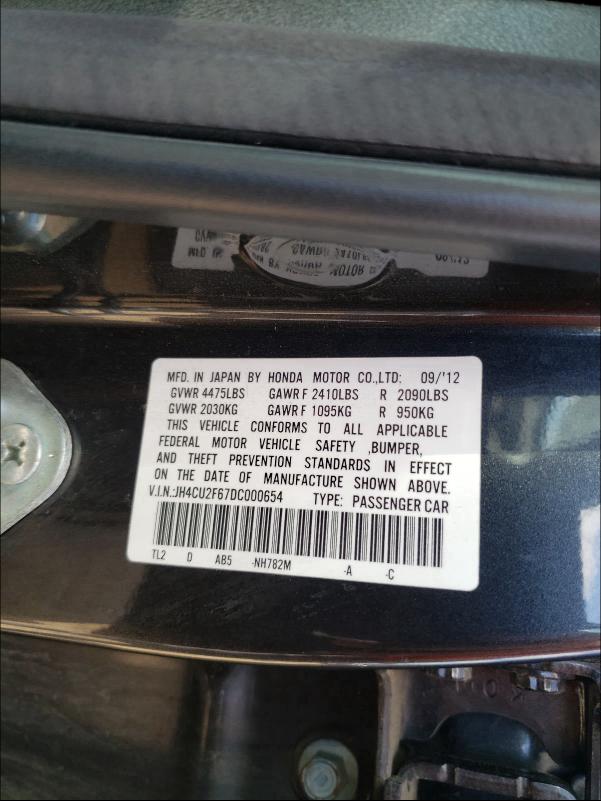 MFD. IN JAPAN BY HONDA MOTOR CO.,LTD: 09/'12
GVWR 4475LBS GAWR F 2410LBS R 2090LBS
GVWR 2030KG GAWR F 1095KG R 950KG
THIS VEHICLE CONFORMS TO ALL APPLICABLE
FEDERAL MOTOR VEHICLE SAFETY ,BUMPER,
AND THEFT PREVENTION STANDARDS IN EFFECT
ON THE DATE OF MANUFACTURE SHOWN ABOVE.
V.I.N.:JH4CU2F67DC000654 TYPE: PASSENGER CAR
TL2 D AB5 -NH782M -A -C